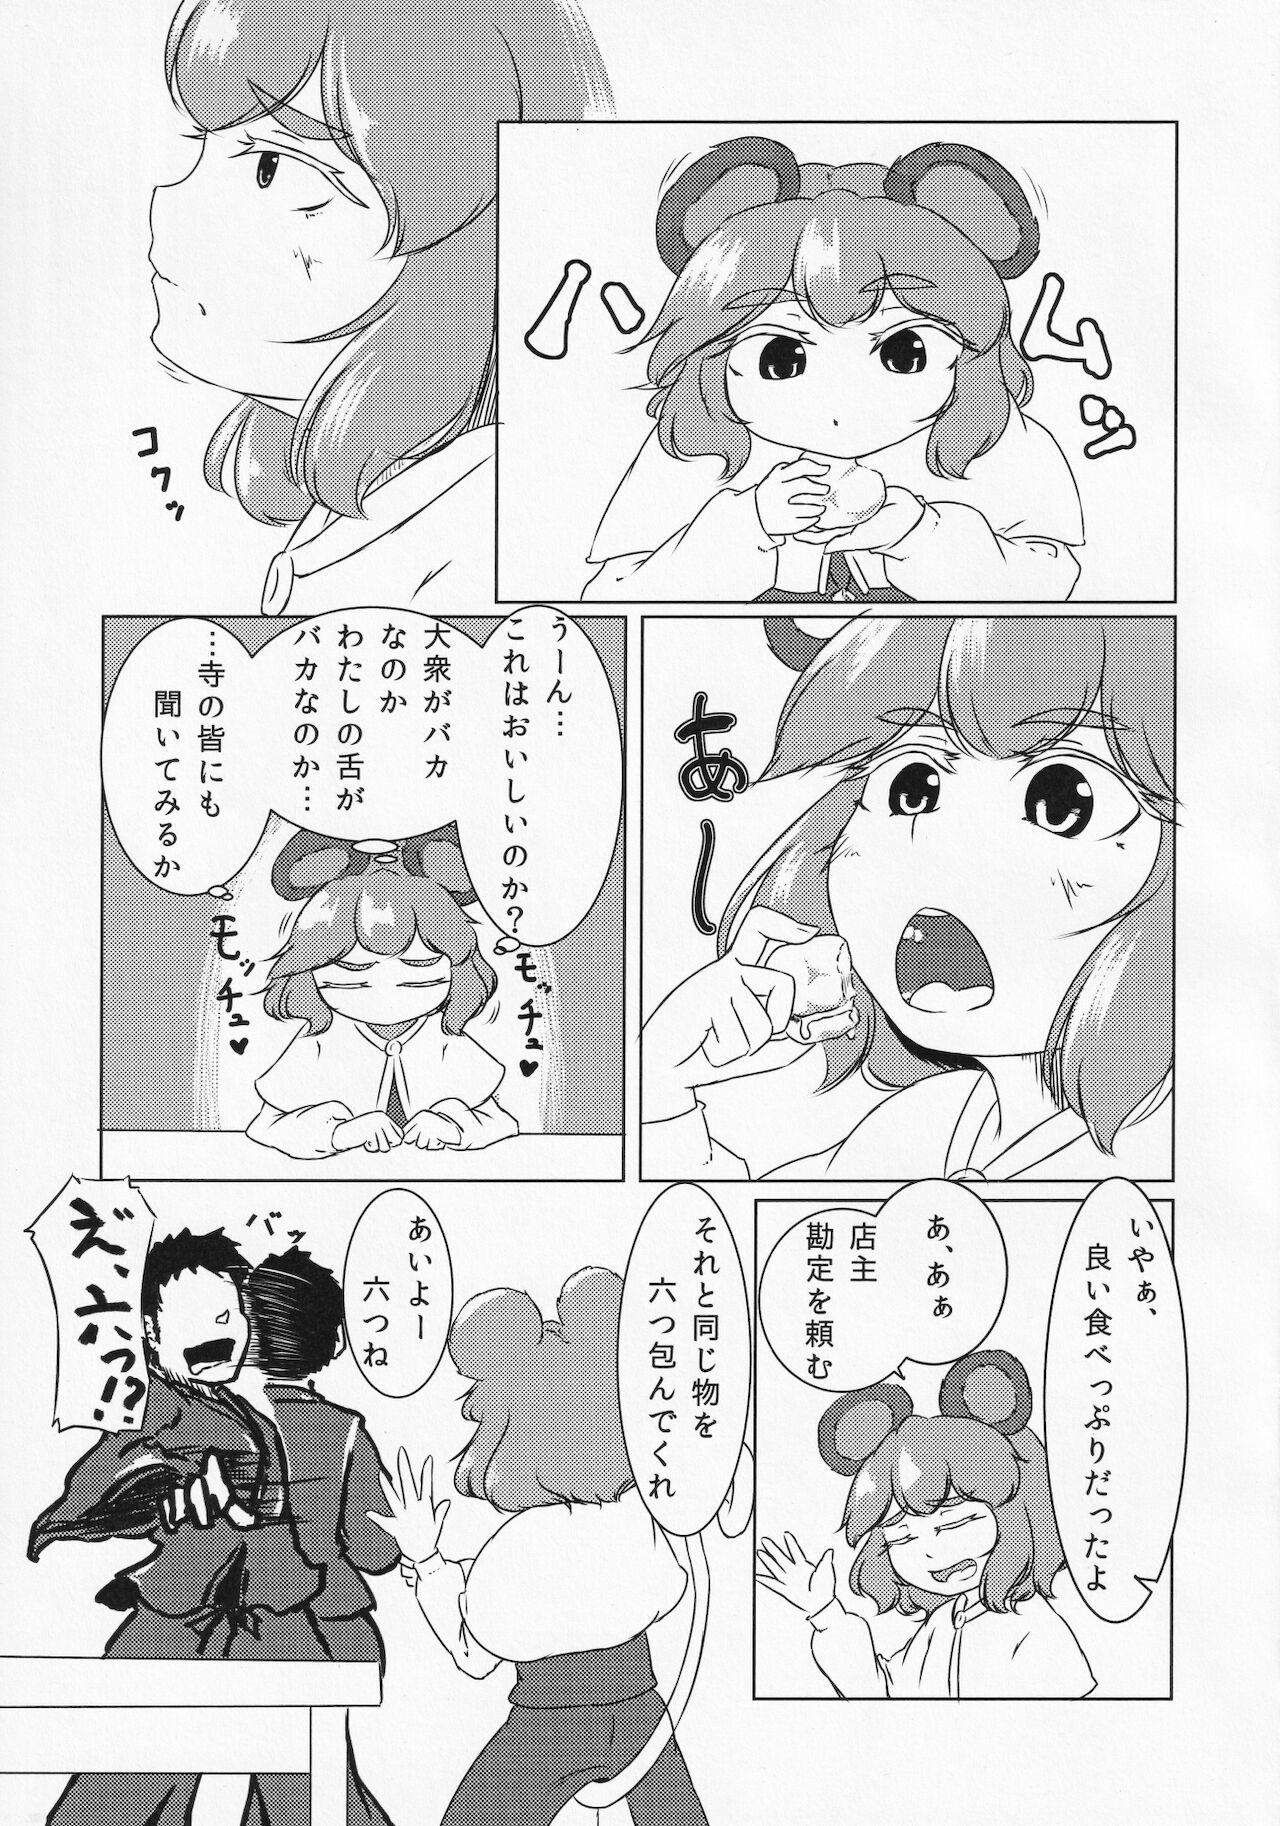 ハムッ
コクッ
あーー
うーん…
これはおいしいのか?
大衆がバカ
なのか
わたしの舌が
バカなのか…
…寺の皆にも
聞いてみるか
モッチュ♥
モッチュ♥
いやぁ、
良い食べっぷりだったよ
あ、あぁ
店主
勘定を頼む
それと同じ物を
六つ包んでくれ
あいよー
六つね
バッ
え、六つ!?